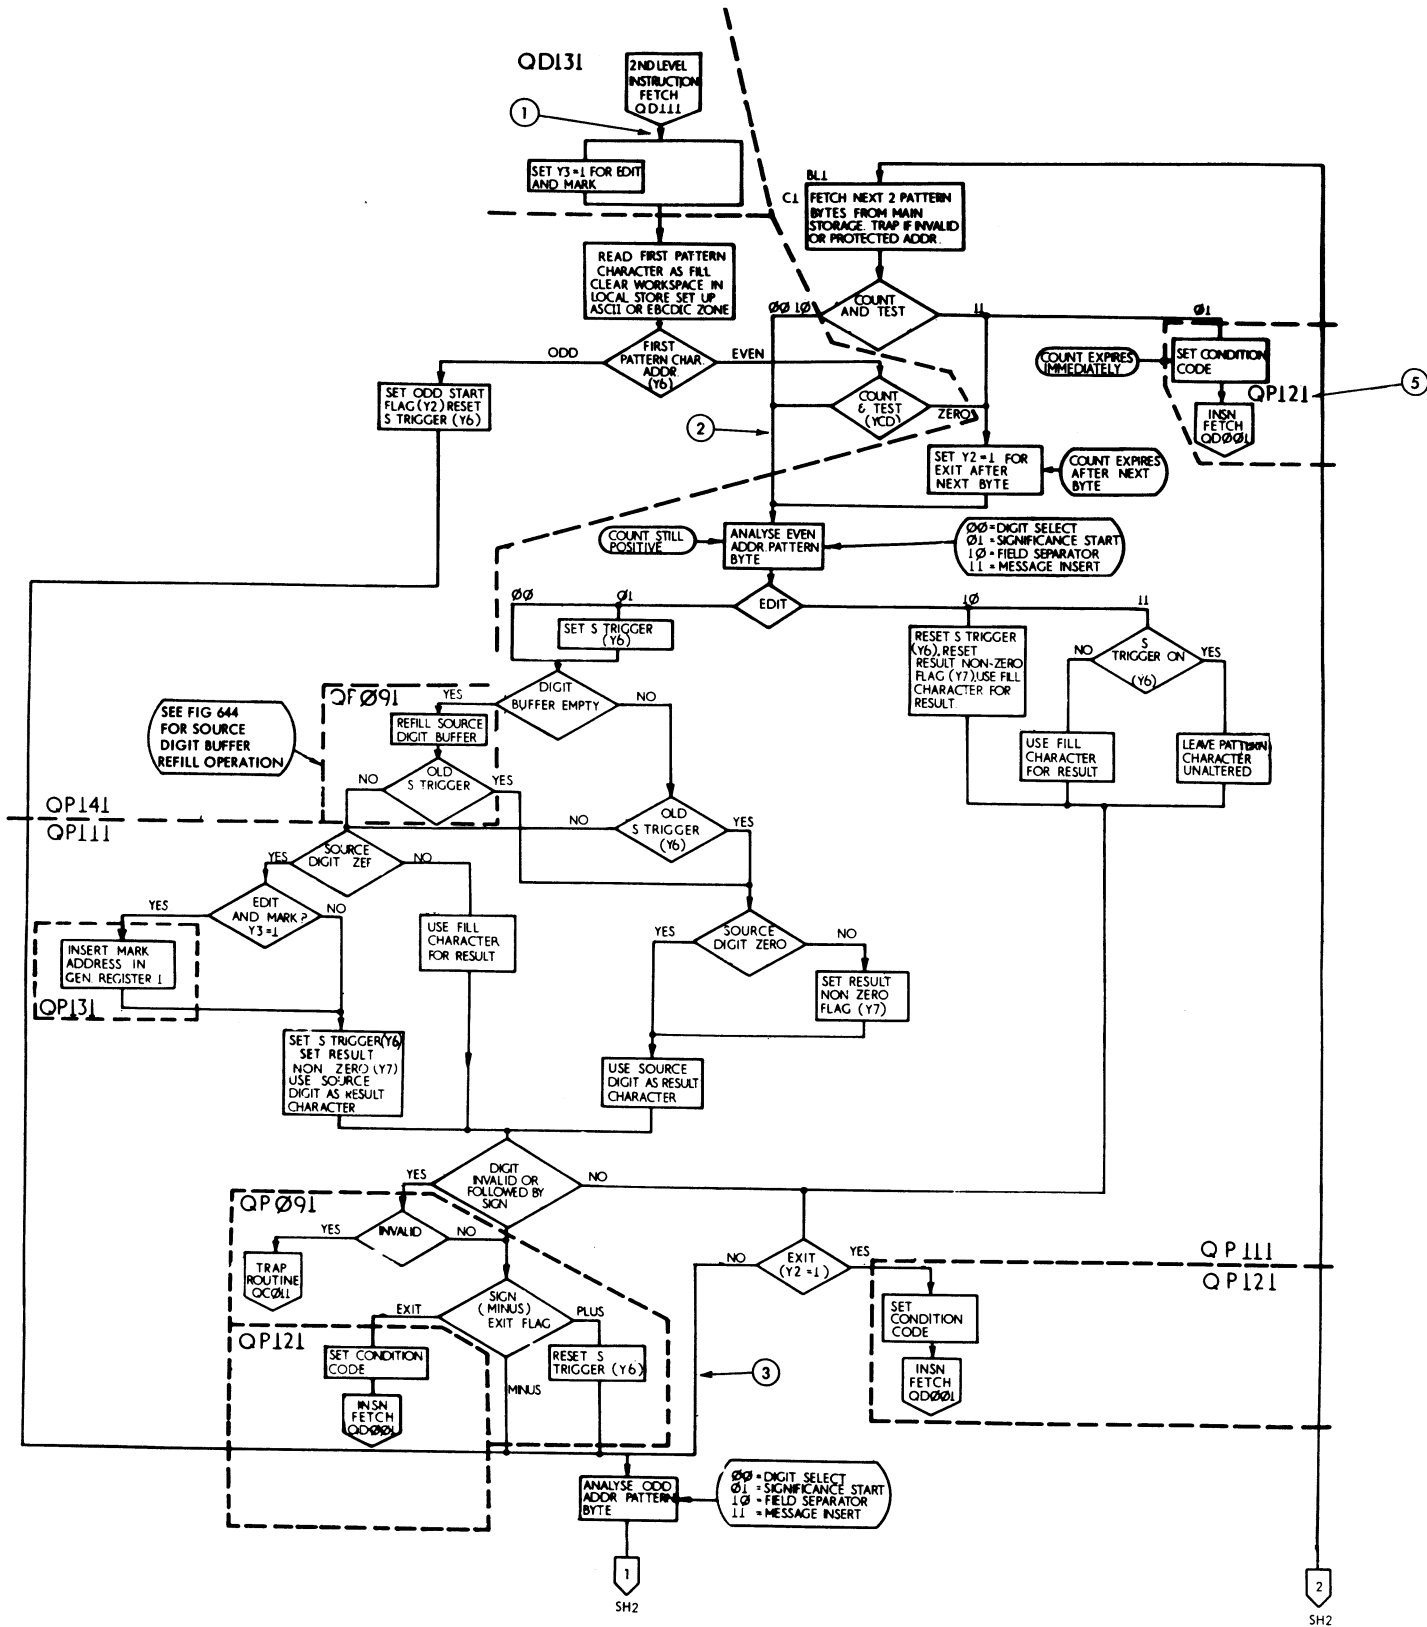 QD131
2ND LEVEL
INSTRUCTION
FETCH
QD111
1
SET Y3=1 FOR EDIT
AND MARK
BL1
C1
FETCH NEXT 2 PATTERN
BYTES FROM MAIN
STORAGE. TRAP IF INVALID
OR PROTECTED ADDR.
READ FIRST PATTERN
CHARACTER AS FILL
CLEAR WORKSPACE IN
LOCAL STORE SET UP
ASCII OR EBCDIC ZONE
COUNT
AND TEST
ØØ 1Ø
11
Ø1
COUNT EXPIRES
IMMEDIATELY
SET CONDITION
CODE
QP121
5
INSN
FETCH
QDØØ1
FIRST
PATTERN CHAR.
ADDR.
(Y6)
ODD
EVEN
SET ODD START
FLAG (Y2) RESET
S TRIGGER (Y6)
COUNT
& TEST
(YCD)
ZERO
2
SET Y2=1 FOR
EXIT AFTER
NEXT BYTE
COUNT EXPIRES
AFTER NEXT
BYTE
COUNT STILL
POSITIVE
ANALYSE EVEN
ADDR. PATTERN
BYTE
ØØ=DIGIT SELECT
Ø1 = SIGNIFICANCE START
1Ø = FIELD SEPARATOR
11 = MESSAGE INSERT
EDIT
ØØ
Ø1
1Ø
11
SET S TRIGGER
(Y6)
RESET S TRIGGER
(Y6), RESET
RESULT NON-ZERO
FLAG (Y7), USE FILL
CHARACTER FOR
RESULT.
S
TRIGGER ON
(Y6)
NO
YES
DIGIT
BUFFER EMPTY
YES
NO
QFØ91
REFILL SOURCE
DIGIT BUFFER
SEE FIG 644
FOR SOURCE
DIGIT BUFFER
REFILL OPERATION
USE FILL
CHARACTER
FOR RESULT
LEAVE PATTERN
CHARACTER
UNALTERED
OLD
S TRIGGER
NO
YES
QP141
QP111
OLD
S TRIGGER
(Y6)
NO
YES
SOURCE
DIGIT ZEF
YES
NO
EDIT
AND MARK?
Y3=1
YES
NO
USE FILL
CHARACTER
FOR RESULT
SOURCE
DIGIT ZERO
YES
NO
INSERT MARK
ADDRESS IN
GEN. REGISTER 1
QP131
SET RESULT
NON ZERO
FLAG (Y7)
SET S TRIGGER(Y6)
SET RESULT
NON ZERO (Y7)
USE SOURCE
DIGIT AS RESULT
CHARACTER
USE SOURCE
DIGIT AS RESULT
CHARACTER
DIGIT
INVALID OR
FOLLOWED BY
SIGN
YES
NO
QPØ91
INVALID
YES
NO
TRAP
ROUTINE
QCØ11
EXIT
(Y2=1)
NO
YES
QP111
QP121
SIGN
(MINUS)
EXIT FLAG
EXIT
PLUS
MINUS
QP121
SET CONDITION
CODE
INSN
FETCH
QDØØ1
RESET S
TRIGGER (Y6)
3
SET
CONDITION
CODE
INSN
FETCH
QDØØ1
ANALYSE ODD
ADDR PATTERN
BYTE
ØØ = DIGIT SELECT
Ø1 = SIGNIFICANCE START
1Ø = FIELD SEPARATOR
11 = MESSAGE INSERT
1
SH2
2
SH2